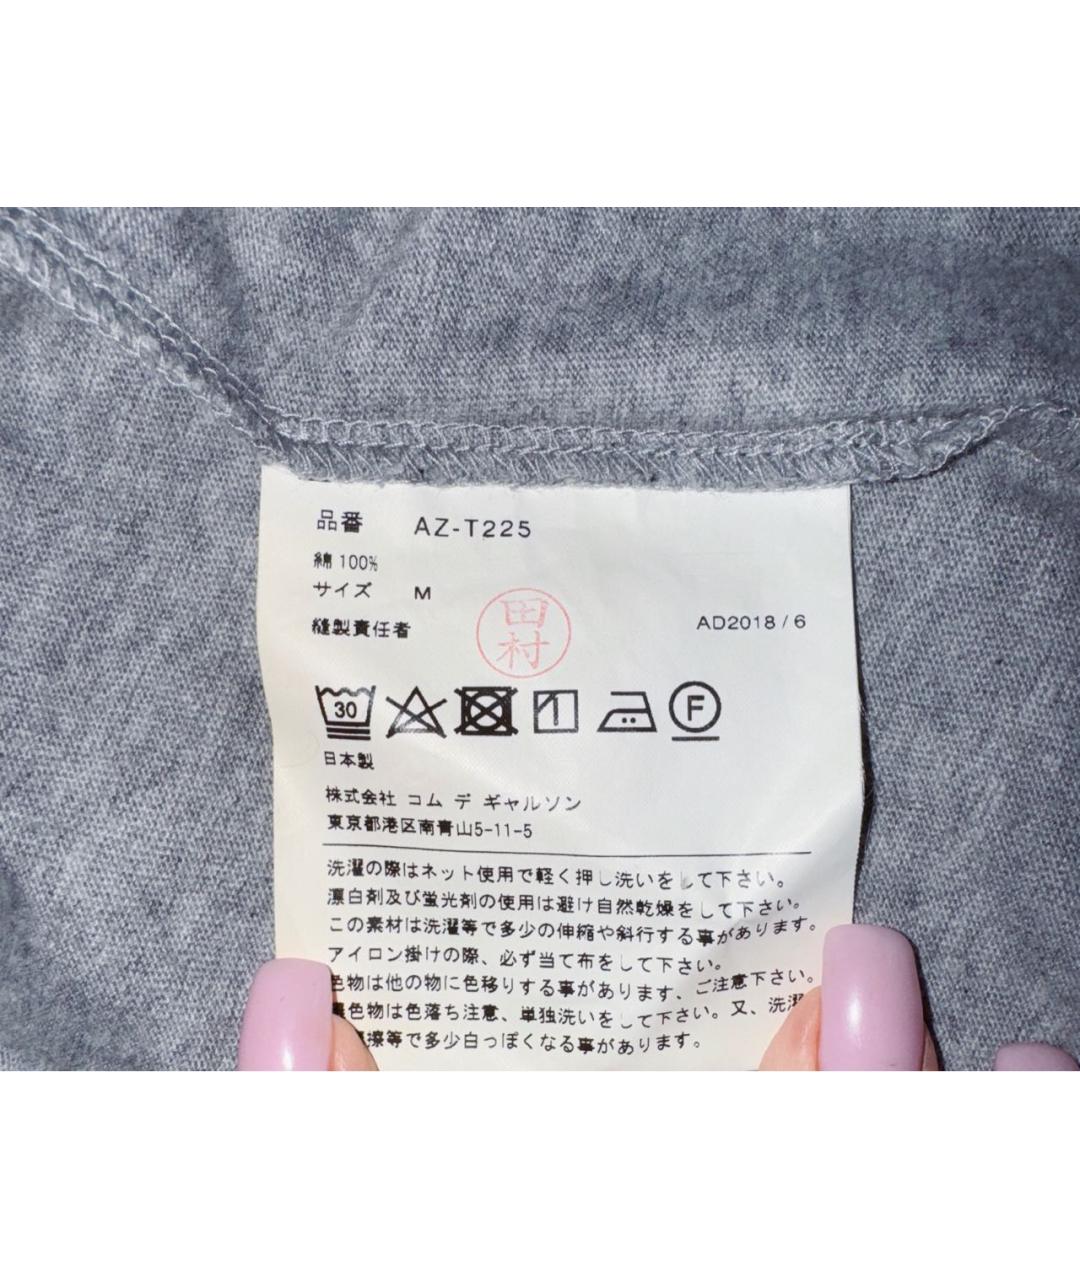 品番 AZ-T225
綿 100%
サイズ M
縫製責任者 田村 AD2018/6
30 F
日本製
株式会社 コム デ ギャルソン
東京都港区南青山5-11-5
洗濯の際はネット使用で軽く押し洗いをして下さい。
漂白剤及び蛍光剤の使用は避け自然乾燥をして下さい。
この素材は洗濯等で多少の伸縮や斜行する事があります。
アイロン掛けの際、必ず当て布をして下さい。
色物は他の物に色移りする事があります、ご注意下さい。
色物は色落ち注意、単独洗いをして下さい。又、洗濯
擦等で多少白っぽくなる事があります。